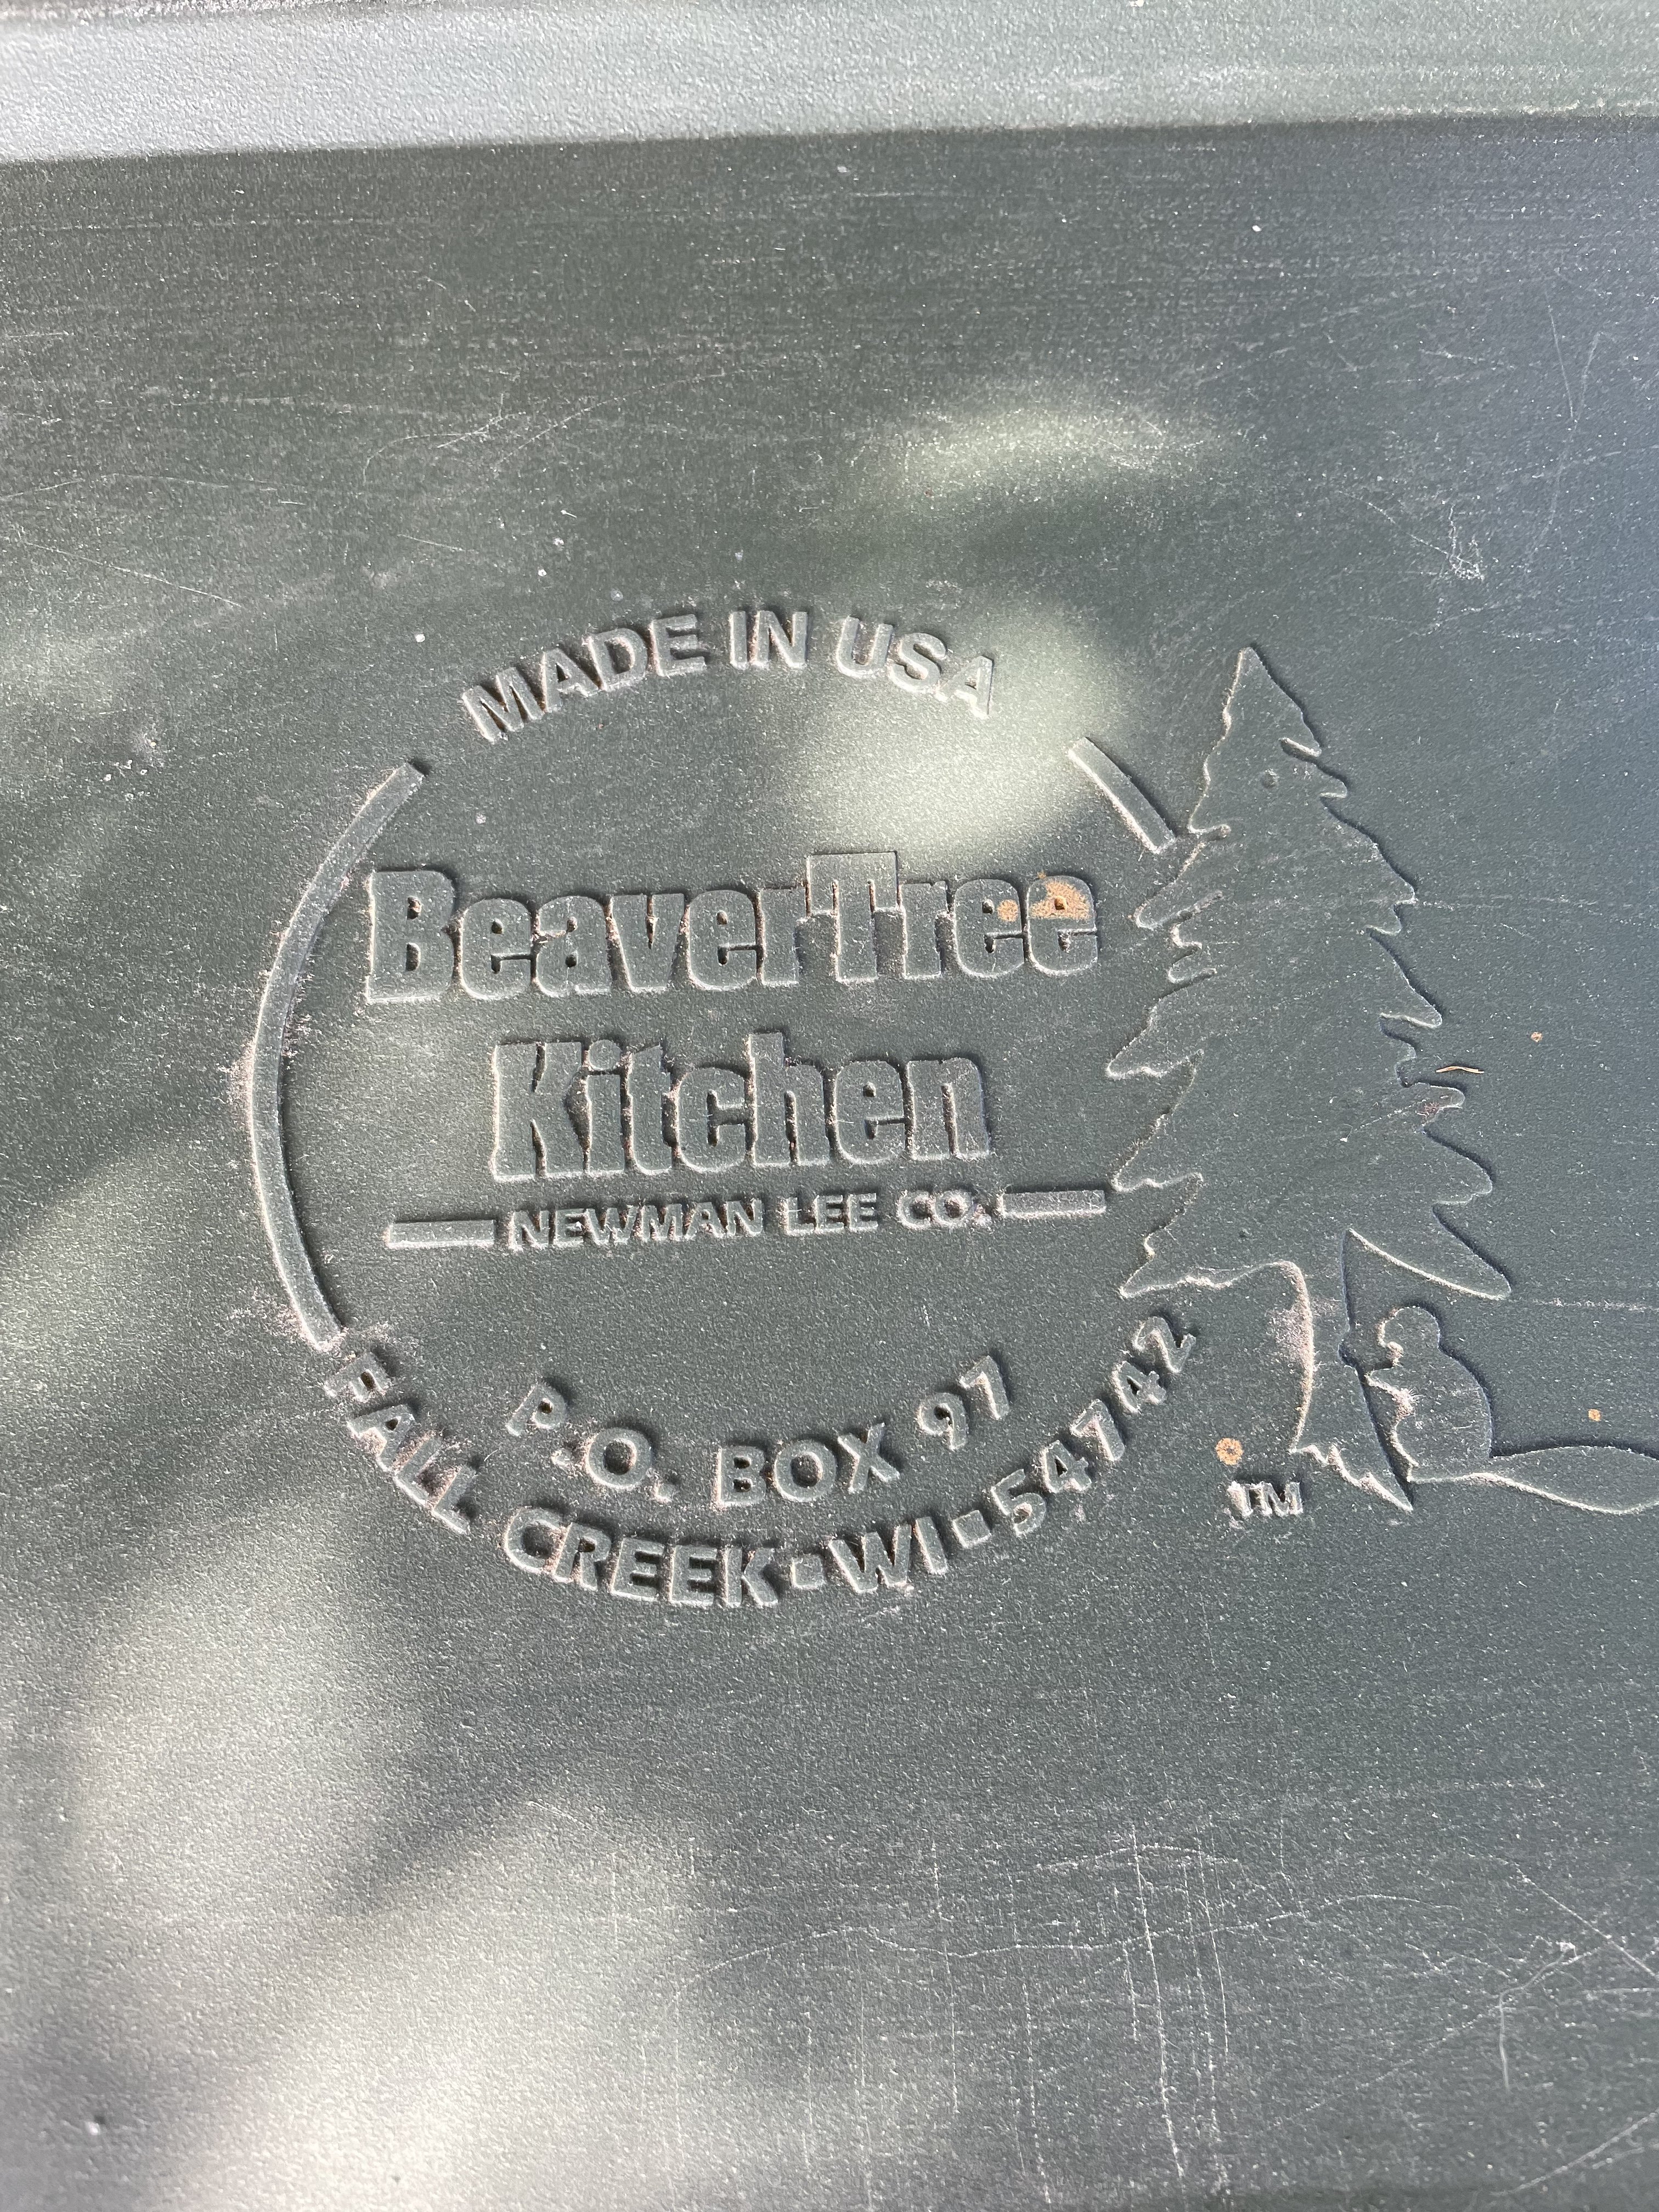 MADE IN USA
BeaverTree
Kitchen
NEWMAN LEE CO.
P.O. BOX 97
FALL CREEK▪WI▪54742
TM